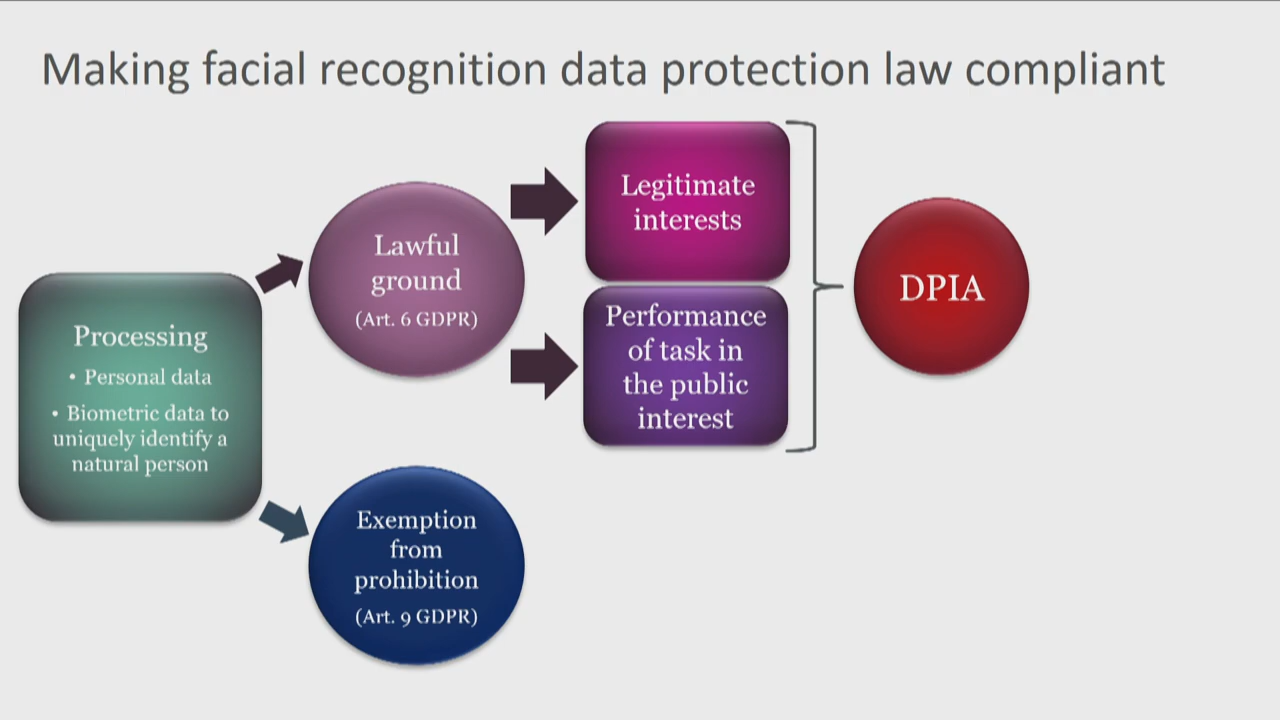 Making facial recognition data protection law compliant
Processing
• Personal data
• Biometric data to
uniquely identify a
natural person
Lawful
ground
(Art. 6 GDPR)
Legitimate
interests
Performance
of task in
the public
interest
DPIA
Exemption
from
prohibition
(Art. 9 GDPR)